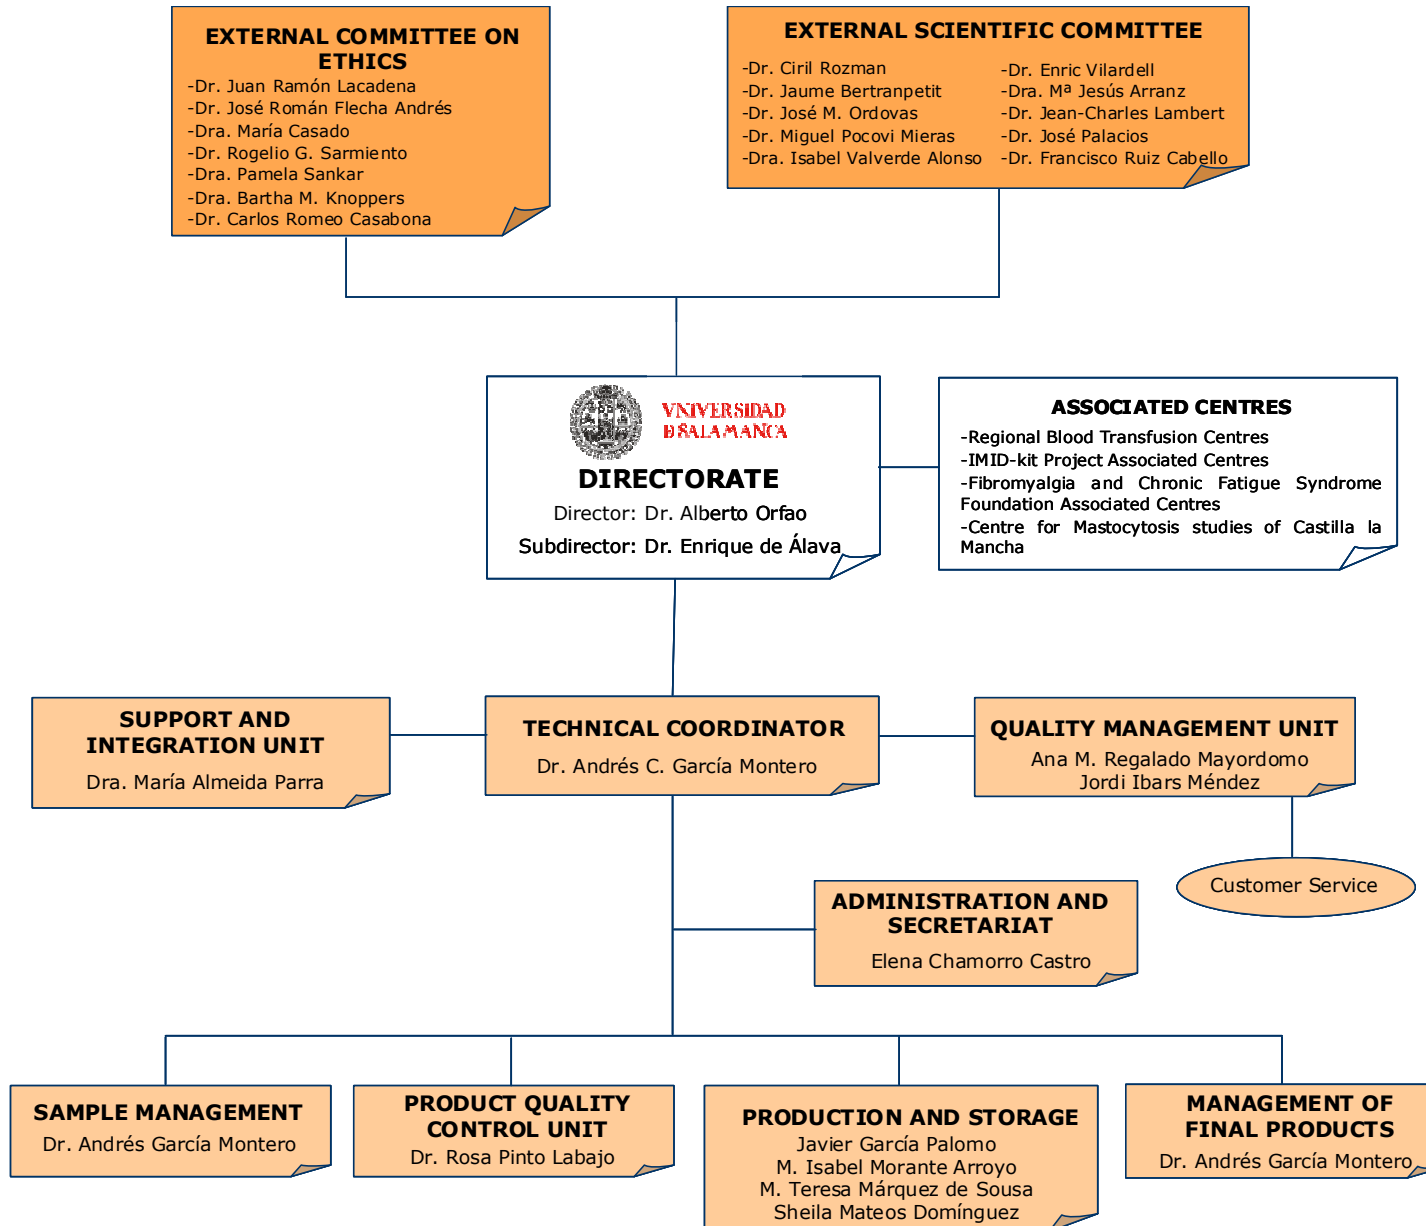 EXTERNAL COMMITTEE ON
ETHICS
-Dr. Juan Ramón Lacadena
-Dr. José Román Flecha Andrés
-Dra. María Casado
-Dr. Rogelio G. Sarmiento
-Dra. Pamela Sankar
-Dra. Bartha M. Knoppers
-Dr. Carlos Romeo Casabona
EXTERNAL SCIENTIFIC COMMITTEE
-Dr. Ciril Rozman
-Dr. Jaume Bertranpetit
-Dr. José M. Ordovas
-Dr. Miguel Pocovi Mieras
-Dra. Isabel Valverde Alonso
-Dr. Enric Vilardell
-Dra. Mª Jesús Arranz
-Dr. Jean-Charles Lambert
-Dr. José Palacios
-Dr. Francisco Ruiz Cabello
VNIVERSIDAD
D SALAMANCA
DIRECTORATE
Director: Dr. Alberto Orfao
Subdirector: Dr. Enrique de Álava
ASSOCIATED CENTRES
-Regional Blood Transfusion Centres
-IMID-kit Project Associated Centres
-Fibromyalgia and Chronic Fatigue Syndrome
Foundation Associated Centres
-Centre for Mastocytosis studies of Castilla la
Mancha
SUPPORT AND
INTEGRATION UNIT
Dra. María Almeida Parra
TECHNICAL COORDINATOR
Dr. Andrés C. García Montero
QUALITY MANAGEMENT UNIT
Ana M. Regalado Mayordomo
Jordi Ibars Méndez
Customer Service
ADMINISTRATION AND
SECRETARIAT
Elena Chamorro Castro
SAMPLE MANAGEMENT
Dr. Andrés García Montero
PRODUCT QUALITY
CONTROL UNIT
Dr. Rosa Pinto Labajo
PRODUCTION AND STORAGE
Javier García Palomo
M. Isabel Morante Arroyo
M. Teresa Márquez de Sousa
Sheila Mateos Domínguez
MANAGEMENT OF
FINAL PRODUCTS
Dr. Andrés García Montero